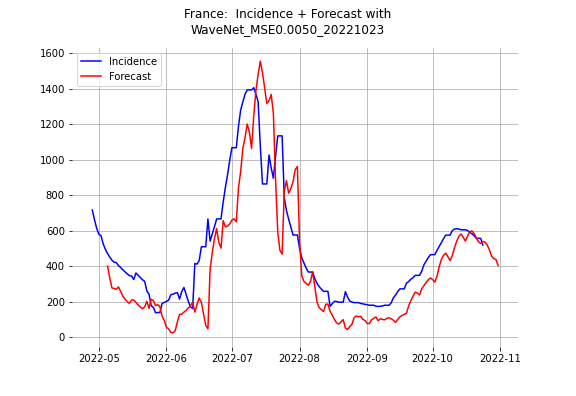 France:  Incidence + Forecast with
WaveNet_MSE0.0050_20221023
1600
1400
1200
1000
800
600
400
200
0
Incidence
Forecast
2022-05 2022-06 2022-07 2022-08 2022-09 2022-10 2022-11